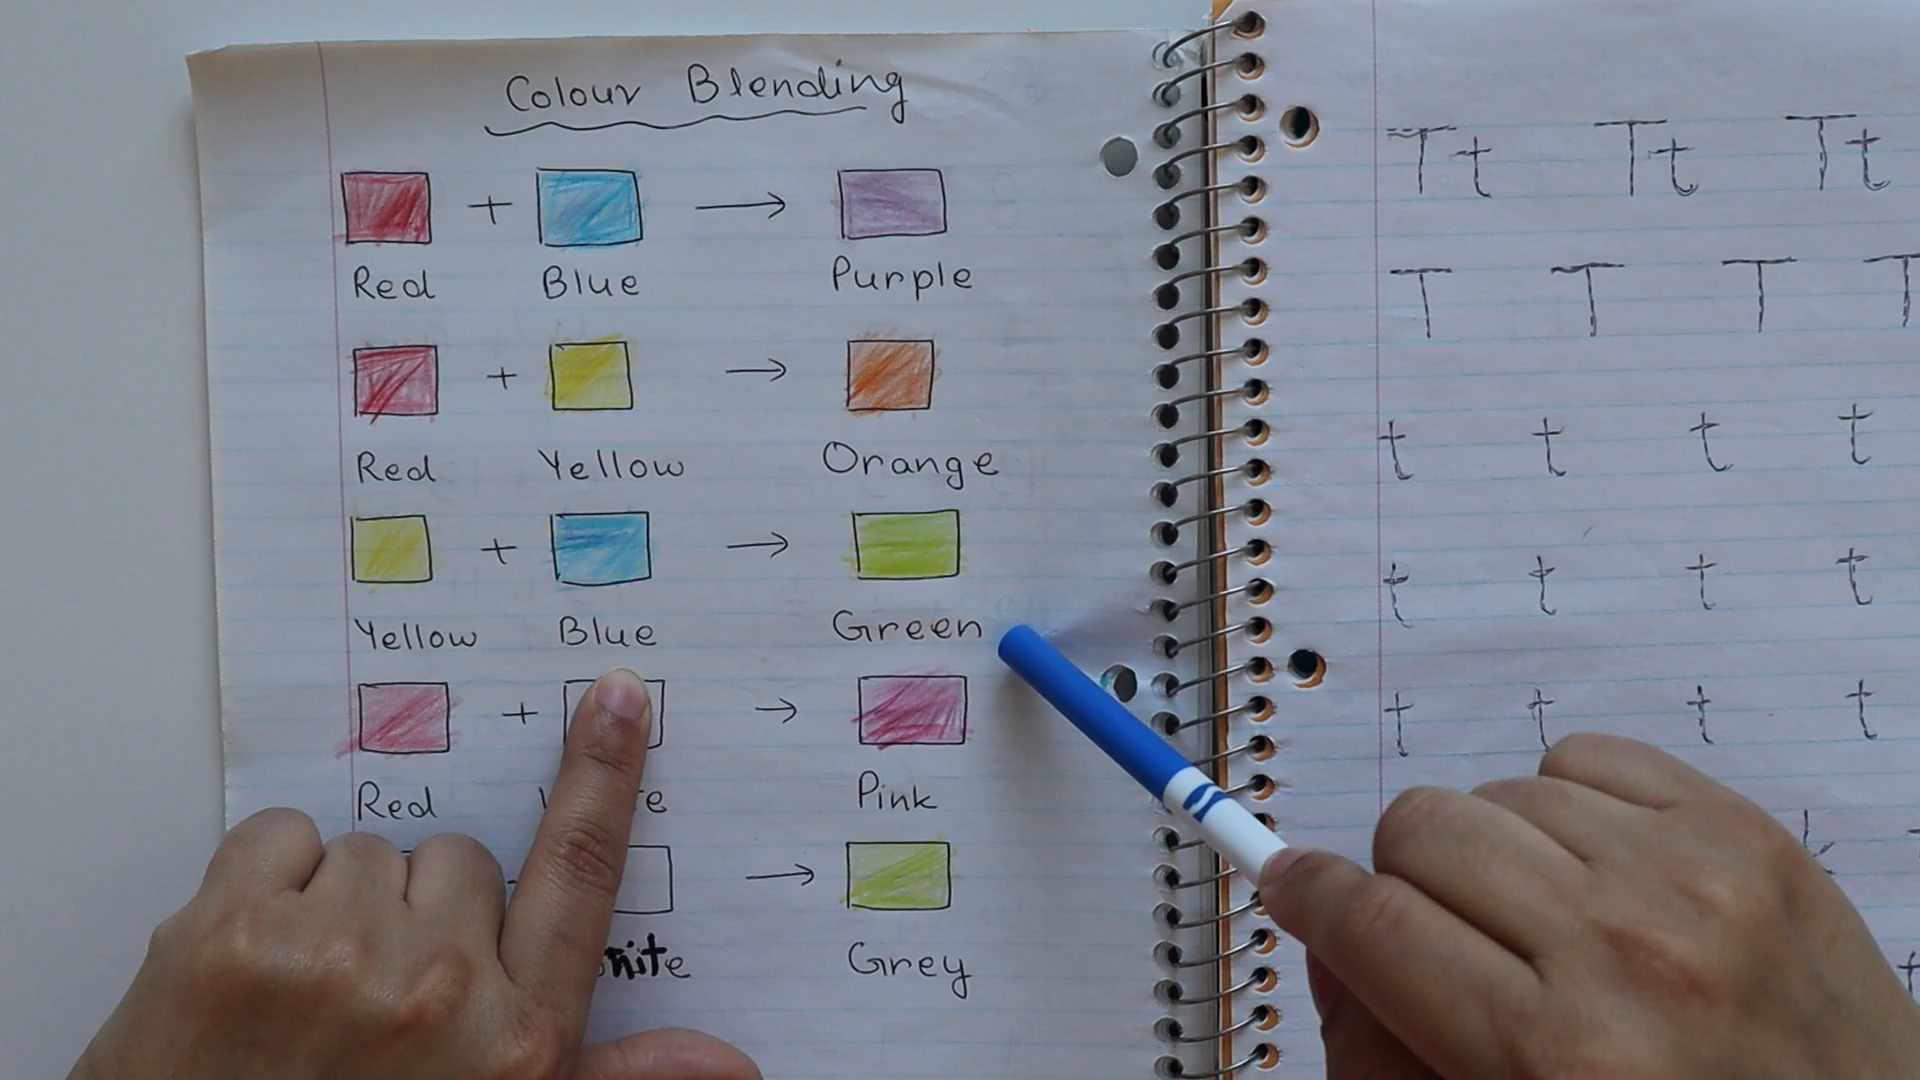 Colour Blending
+ →
Red Blue Purple
+ →
Red Yellow Orange
+ →
Yellow Blue Green
+ →
Red Pink
→
Grey
Tt Tt Tt
T T T T
t t t t
t t t t
t t t t